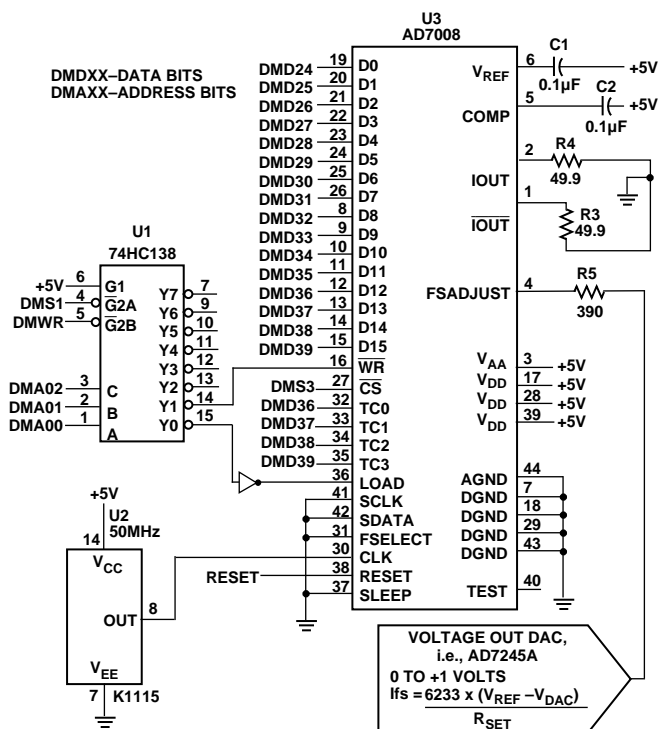 U3
AD7008
DMDXX–DATA BITS
DMAXX–ADDRESS BITS
DMD24 19 D0
DMD25 20 D1
DMD26 21 D2
DMD27 22 D3
DMD28 23 D4
DMD29 24 D5
DMD30 25 D6
DMD31 26 D7
DMD32 8 D8
DMD33 9 D9
DMD34 10 D10
DMD35 11 D11
DMD36 12 D12
DMD37 13 D13
DMD38 14 D14
DMD39 15 D15
16 W̅R̅
DMS3 27 C̅S̅
DMD36 32 TC0
DMD37 33 TC1
DMD38 34 TC2
DMD39 35 TC3
36 LOAD
41 SCLK
42 SDATA
31 FSELECT
30 CLK
RESET 38 RESET
37 SLEEP
VREF 6 C1 0.1µF +5V
COMP 5 C2 0.1µF +5V
IOUT 2 R4 49.9
I̅O̅U̅T̅ 1 R3 49.9
FSADJUST 4 R5 390
VAA 3 +5V
VDD 17 +5V
VDD 28 +5V
VDD 39 +5V
AGND 44
DGND 7
DGND 18
DGND 29
DGND 43
TEST 40
U1
74HC138
+5V 6 G1
DMS1 4 G̅2A
DMWR 5 G̅2B
DMA02 3 C
DMA01 2 B
DMA00 1 A
Y7 7
Y6 9
Y5 10
Y4 11
Y3 12
Y2 13
Y1 14
Y0 15
+5V
U2
50MHz
14
VCC
OUT 8
VEE
7 K1115
VOLTAGE OUT DAC,
i.e., AD7245A
0 TO +1 VOLTS
Ifs = 6233 x (VREF –VDAC)
RSET